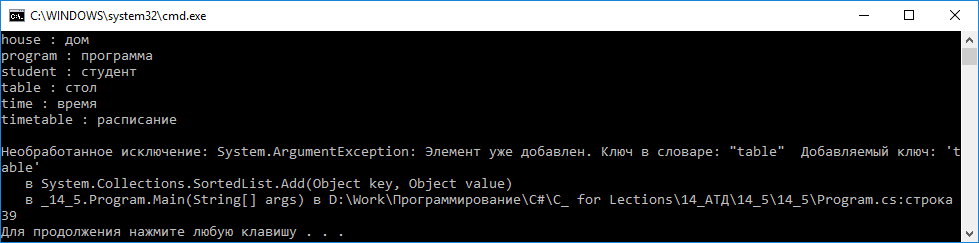 C:\WINDOWS\system32\cmd.exe
house : дом
program : программа
student : студент
table : стол
time : время
timetable : расписание
Необработанное исключение: System.ArgumentException: Элемент уже добавлен. Ключ в словаре: "table"  Добавляемый ключ: 't
able'
   в System.Collections.SortedList.Add(Object key, Object value)
   в _14_5.Program.Main(String[] args) в D:\Work\Программирование\C#\C_ for Lections\14_АТД\14_5\14_5\Program.cs:строка
39
Для продолжения нажмите любую клавишу . . .